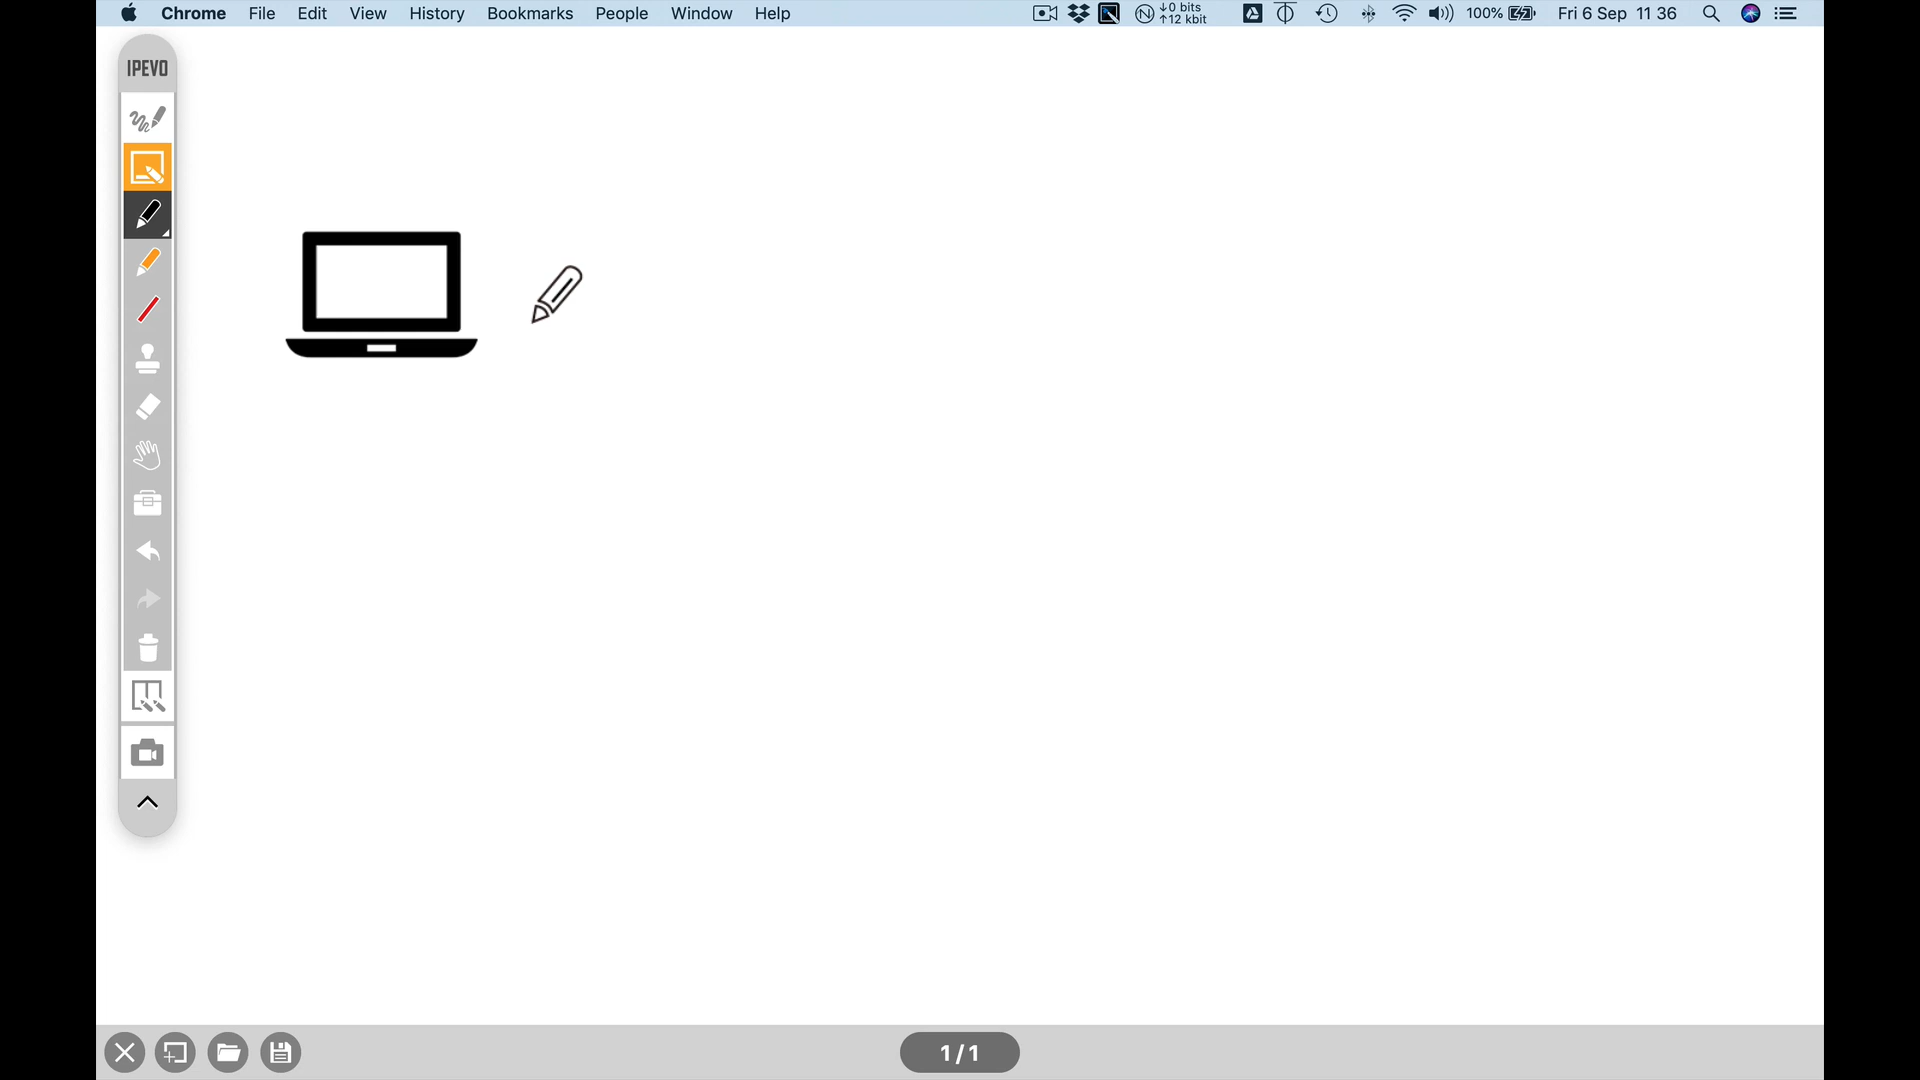 Chrome File Edit View History Bookmarks People Window Help ↓0 bits ↑12 kbit 100% Fri 6 Sep 11 36
IPEVO
1/1